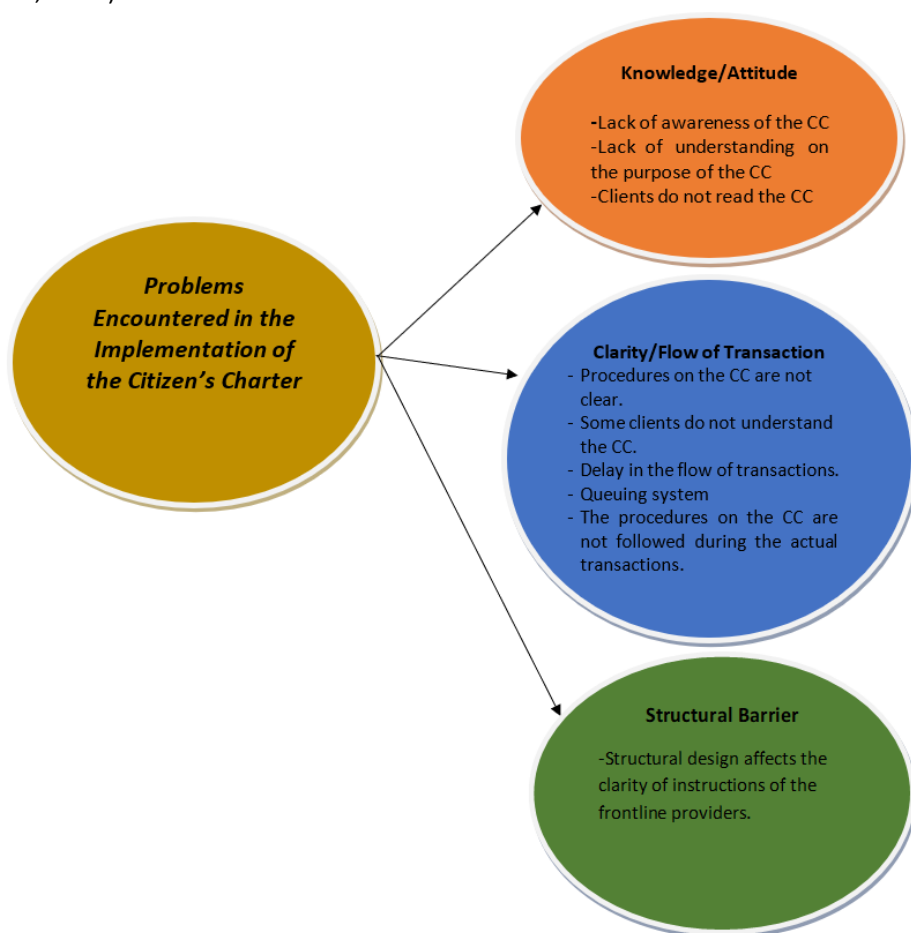 Problems
Encountered in the
Implementation of
the Citizen’s Charter
Knowledge/Attitude
-Lack of awareness of the CC
-Lack of understanding on
the purpose of the CC
-Clients do not read the CC
Clarity/Flow of Transaction
- Procedures on the CC are not
clear.
- Some clients do not understand
the CC.
- Delay in the flow of transactions.
- Queuing system
- The procedures on the CC are
not followed during the actual
transactions.
Structural Barrier
-Structural design affects the
clarity of instructions of the
frontline providers.